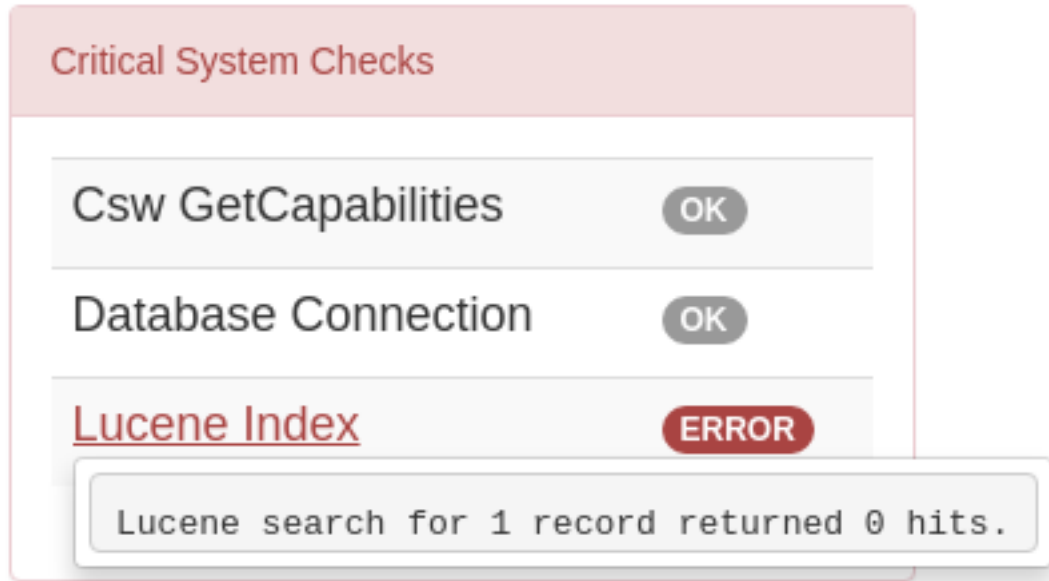 Critical System Checks
Csw GetCapabilities OK
Database Connection OK
Lucene Index ERROR
Lucene search for 1 record returned 0 hits.